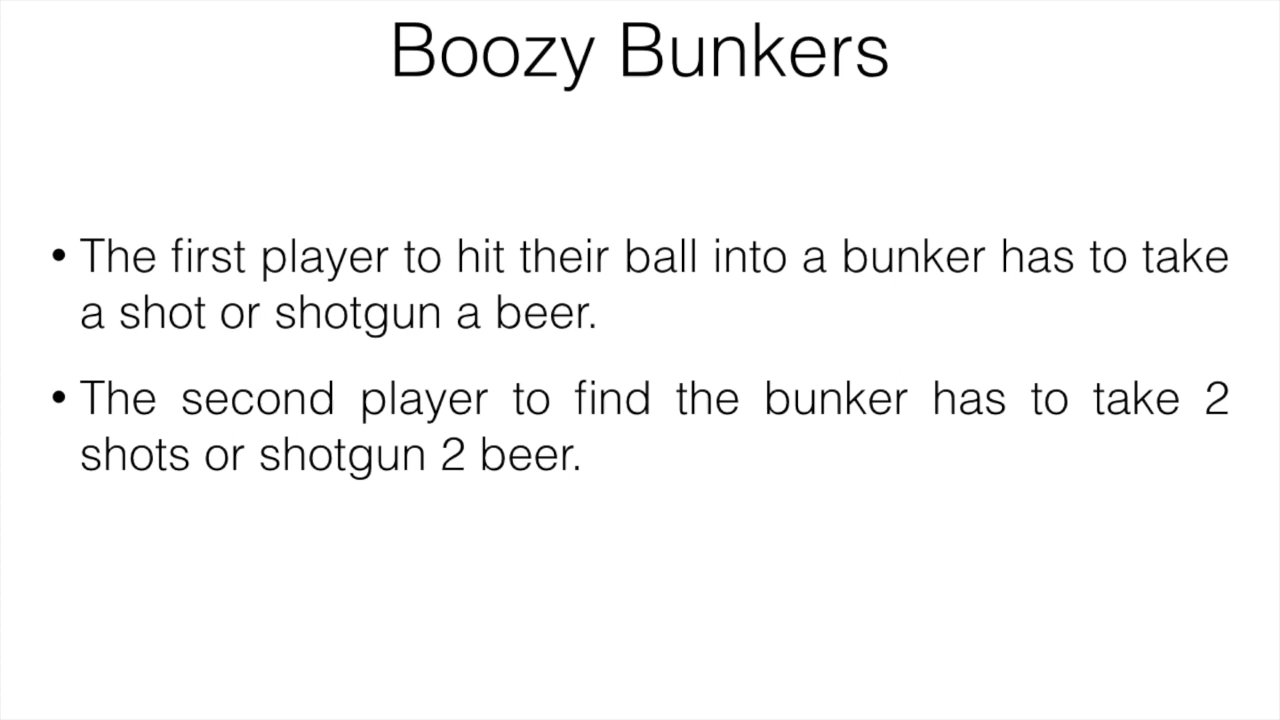 Boozy Bunkers
• The first player to hit their ball into a bunker has to take
a shot or shotgun a beer.
• The second player to find the bunker has to take 2
shots or shotgun 2 beer.